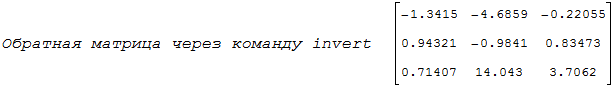 -1.3415 -4.6859 -0.22055
Обратная матрица через команду invert 0.94321 -0.9841 0.83473
0.71407 14.043 3.7062